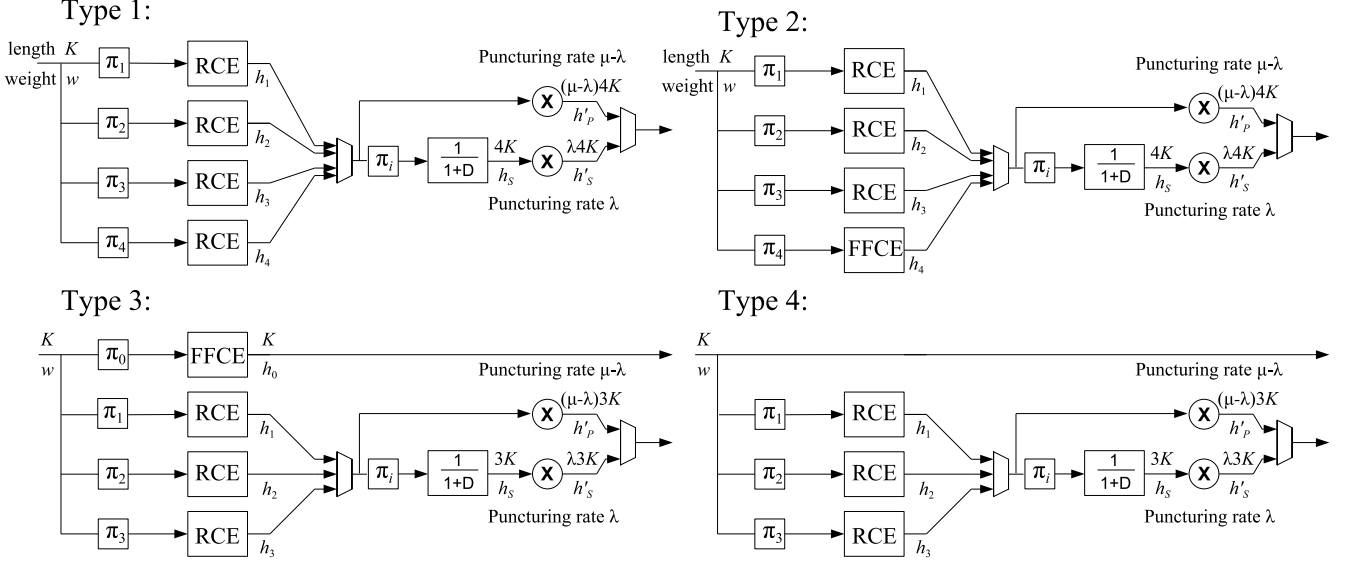 Type 1:
length K
weight w
π1 RCE h1
π2 RCE h2
π3 RCE h3
π4 RCE h4
πi
1
1+D
4K
hS
Puncturing rate μ-λ
X (μ-λ)4K
h'P
X λ4K
h's
Puncturing rate λ
Type 2:
length K
weight w
π1 RCE h1
π2 RCE h2
π3 RCE h3
π4 FFCE h4
πi
1
1+D
4K
hS
Puncturing rate μ-λ
X (μ-λ)4K
h'P
X λ4K
h's
Puncturing rate λ
Type 3:
K
w
π0 FFCE K
h0
π1 RCE h1
π2 RCE h2
π3 RCE h3
πi
1
1+D
3K
hS
Puncturing rate μ-λ
X (μ-λ)3K
h'P
X λ3K
h's
Puncturing rate λ
Type 4:
K
w
π1 RCE h1
π2 RCE h2
π3 RCE h3
πi
1
1+D
3K
hS
Puncturing rate μ-λ
X (μ-λ)3K
h'P
X λ3K
h's
Puncturing rate λ